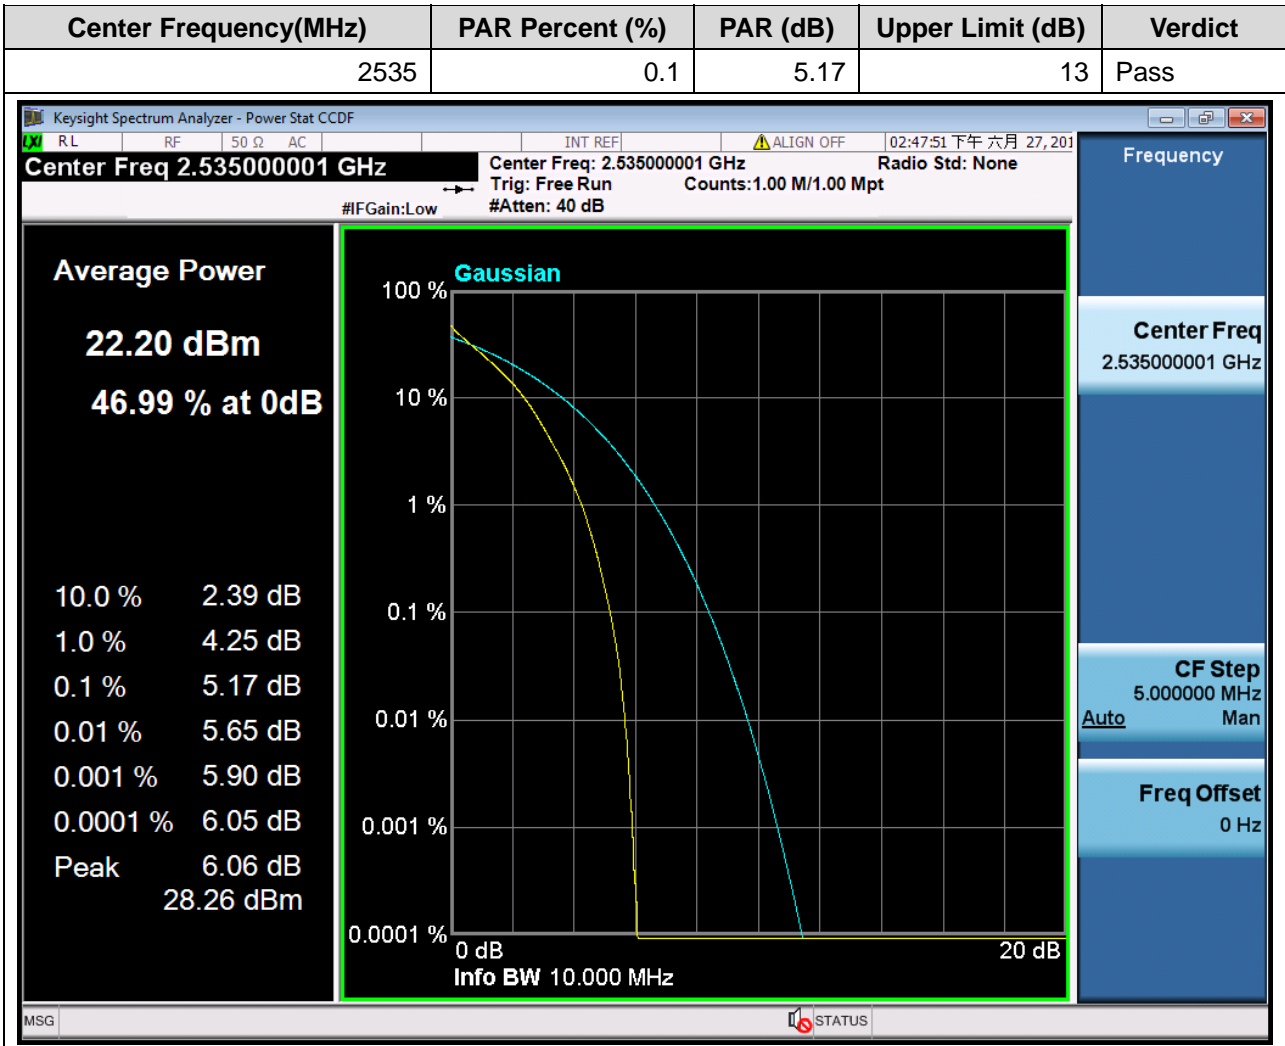 Center Frequency(MHz) PAR Percent (%) PAR (dB) Upper Limit (dB) Verdict
2535 0.1 5.17 13 Pass
Keysight Spectrum Analyzer - Power Stat CCDF
LXI RL RF 50 Ω AC INT REF ALIGN OFF 02:47:51 下午 六月 27, 201
Center Freq 2.535000001 GHz
#IFGain:Low
Center Freq: 2.535000001 GHz Radio Std: None
Trig: Free Run Counts:1.00 M/1.00 Mpt
#Atten: 40 dB
Average Power
22.20 dBm
46.99 % at 0dB
10.0 % 2.39 dB
1.0 % 4.25 dB
0.1 % 5.17 dB
0.01 % 5.65 dB
0.001 % 5.90 dB
0.0001 % 6.05 dB
Peak 6.06 dB
28.26 dBm
Gaussian
100 %
10 %
1 %
0.1 %
0.01 %
0.001 %
0.0001 %
0 dB 20 dB
Info BW 10.000 MHz
Frequency
Center Freq
2.535000001 GHz
CF Step
5.000000 MHz
Auto Man
Freq Offset
0 Hz
MSG STATUS